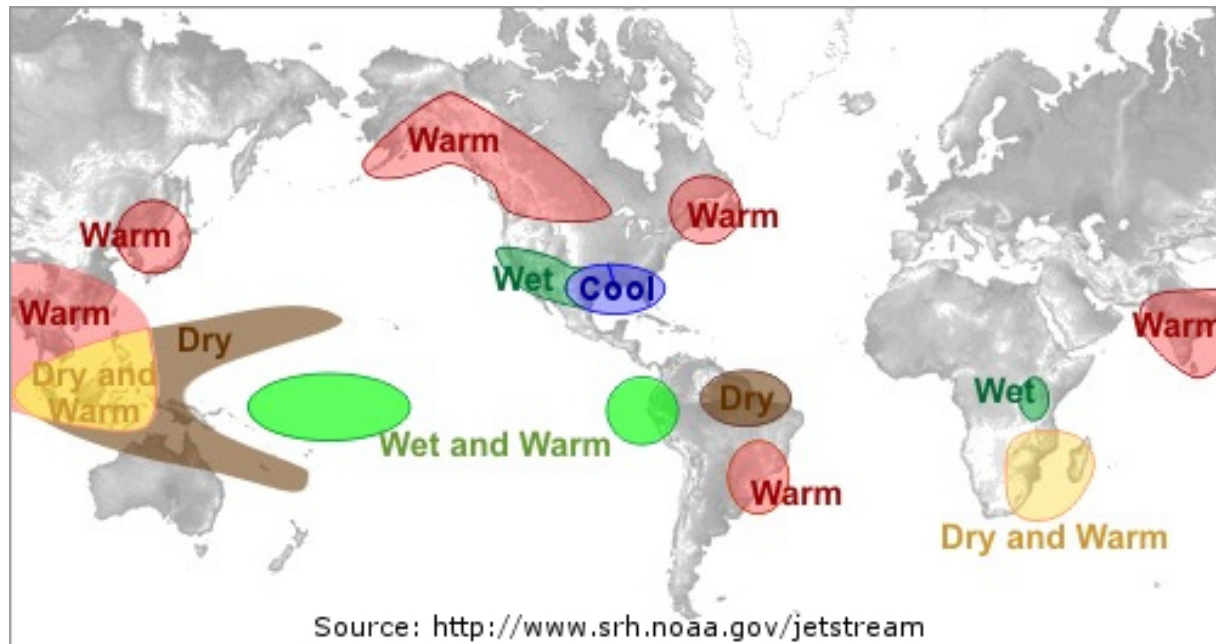 Warm
Warm
Warm
Wet
Cool
Warm
Warm
Dry
Dry and
Warm
Dry
Wet
Wet and Warm
Warm
Dry and Warm
Source: http://www.srh.noaa.gov/jetstream